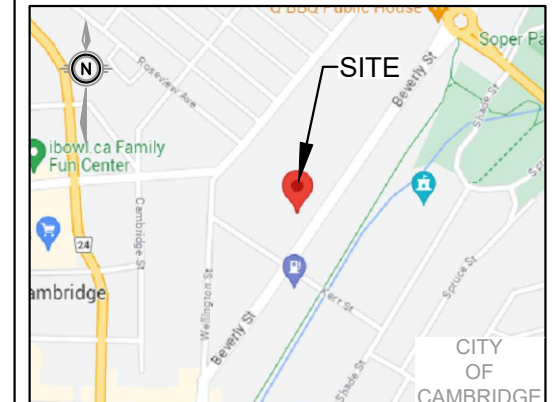 Q BBQ Public House
Soper Pa
SITE
N
Roseview Ave
Beverly St
Shade St
ibowl.ca Family
Fun Center
Cambridge St
24
ambridge
Wellington St
Kerr St
Spruce St
Beverly St
Shade St
CITY
OF
CAMBRIDGE